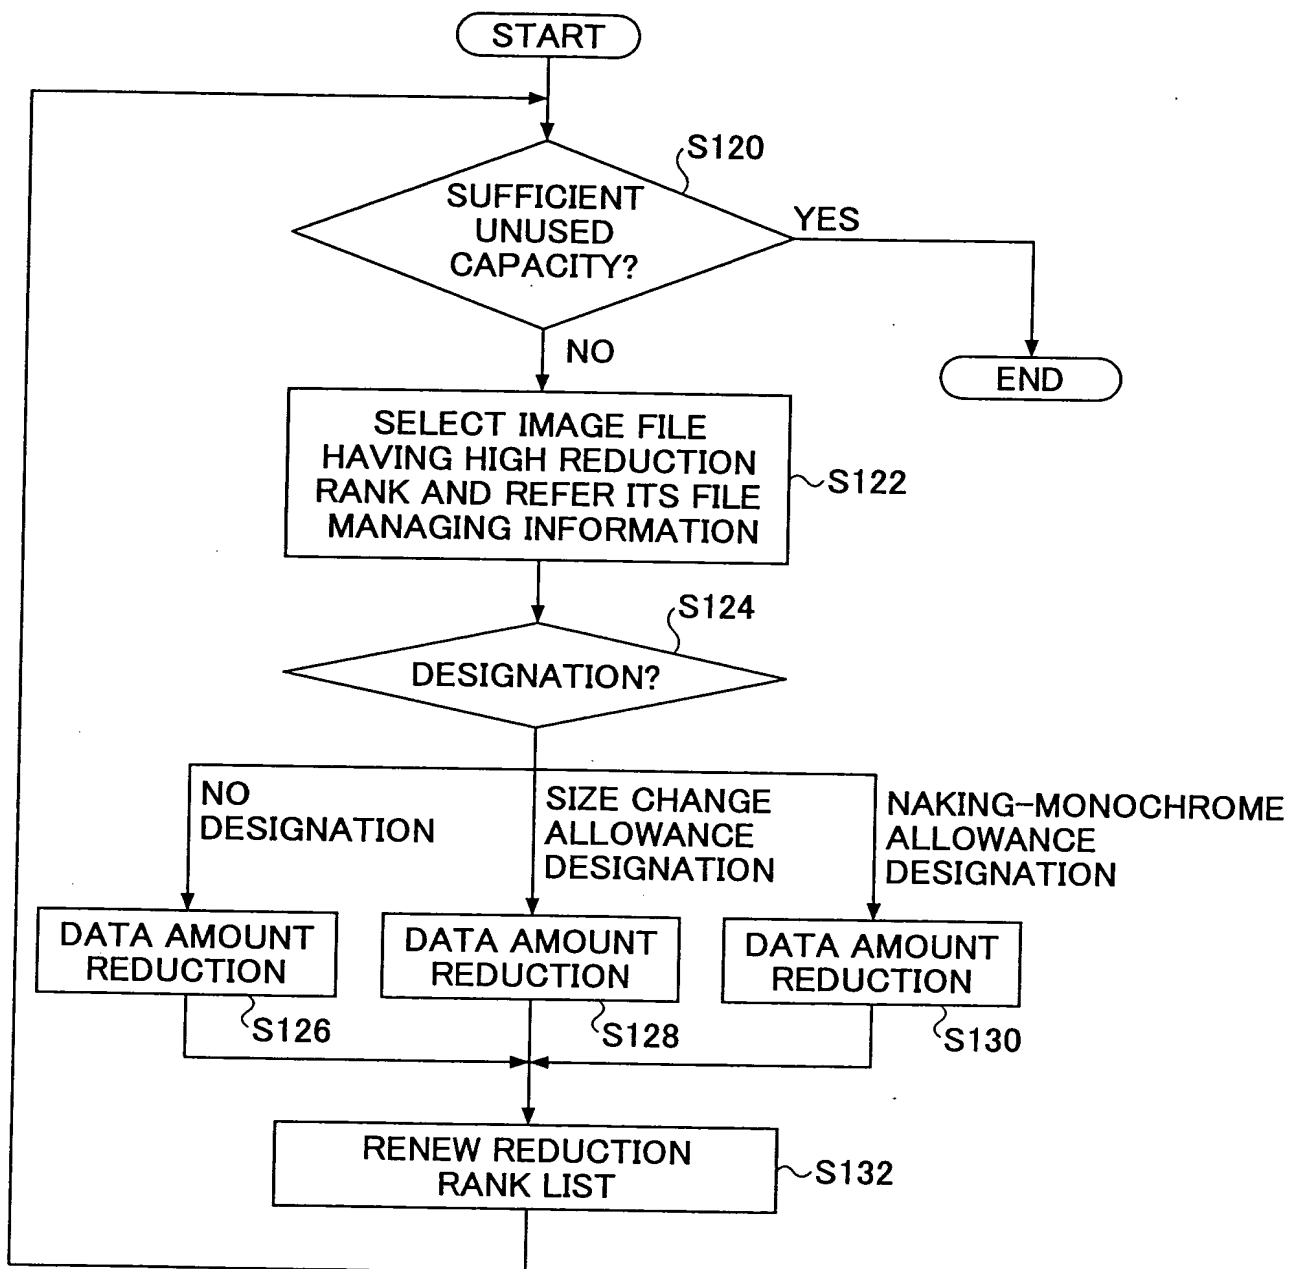 START
S120
SUFFICIENT
UNUSED
CAPACITY?
YES
NO
END
SELECT IMAGE FILE
HAVING HIGH REDUCTION
RANK AND REFER ITS FILE
MANAGING INFORMATION
S122
S124
DESIGNATION?
NO
DESIGNATION
SIZE CHANGE
ALLOWANCE
DESIGNATION
NAKING-MONOCHROME
ALLOWANCE
DESIGNATION
DATA AMOUNT
REDUCTION
S126
DATA AMOUNT
REDUCTION
S128
DATA AMOUNT
REDUCTION
S130
RENEW REDUCTION
RANK LIST
S132